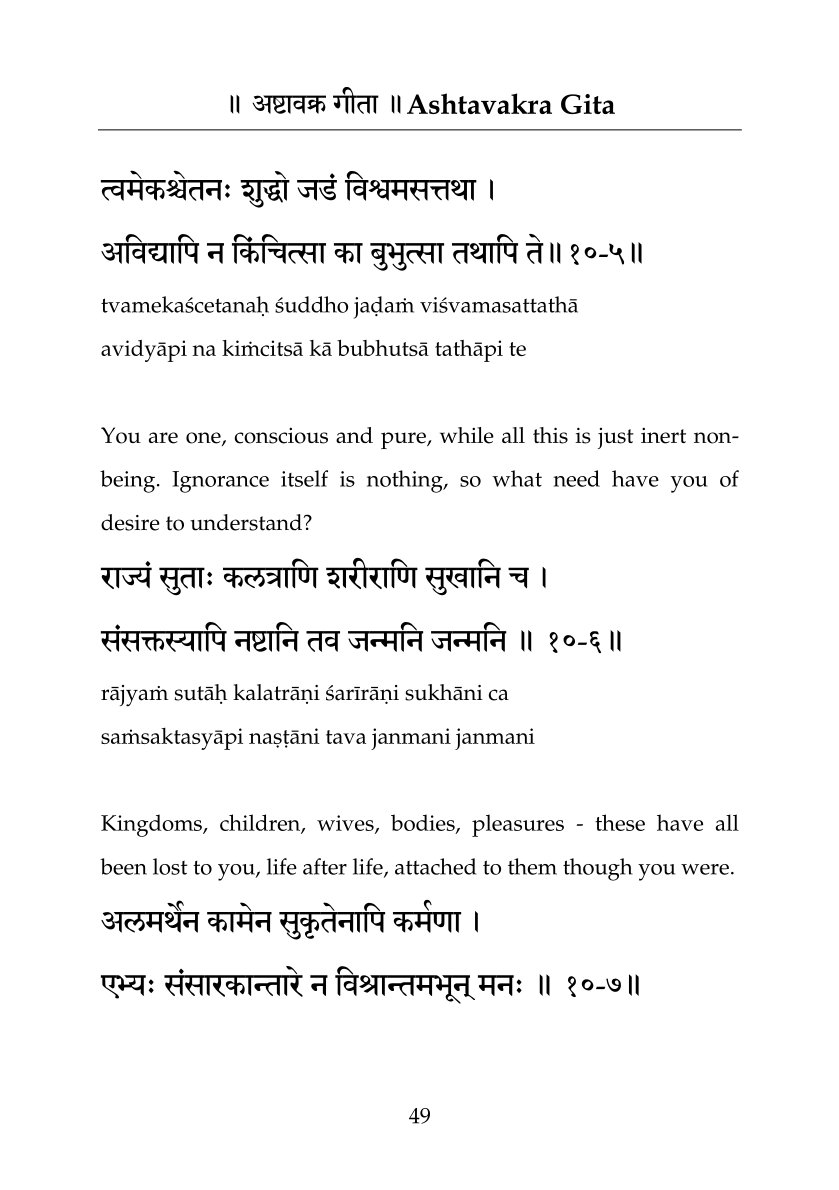 ॥ अष्टावक्र गीता ॥ Ashtavakra Gita
त्वमेकश्चेतनः शुद्धो जडं विश्वमसत्तथा ।
अविद्यापि न किंचित्सा का बुभुत्सा तथापि ते॥ १०-५॥
tvamekaścetanaḥ śuddho jaḍaṁ viśvamasattathā
avidyāpi na kiṁcitsā kā bubhutsā tathāpi te
You are one, conscious and pure, while all this is just inert non-
being. Ignorance itself is nothing, so what need have you of
desire to understand?
राज्यं सुताः कलत्राणि शरीराणि सुखानि च ।
संसक्तस्यापि नष्टानि तव जन्मनि जन्मनि ॥ १०-६॥
rājyaṁ sutāḥ kalatrāṇi śarīrāṇi sukhāni ca
saṁsaktasyāpi naṣṭāni tava janmani janmani
Kingdoms, children, wives, bodies, pleasures - these have all
been lost to you, life after life, attached to them though you were.
अलमर्थेन कामेन सुकृतेनापि कर्मणा ।
एभ्यः संसारकान्तारे न विश्रान्तमभून् मनः ॥ १०-७॥
49